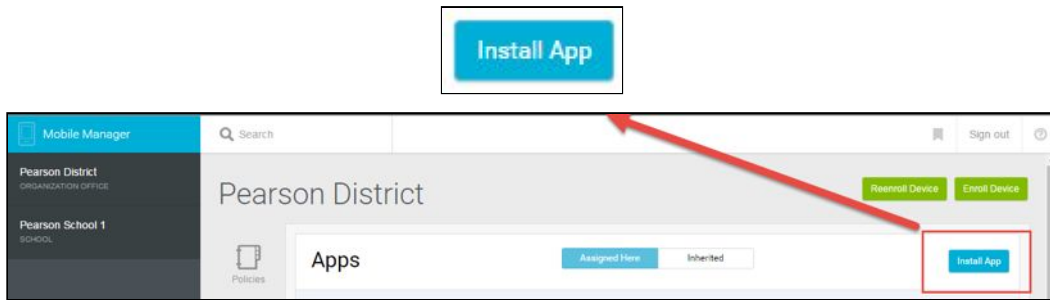 Install App
Mobile Manager
Search
Sign out
Pearson District
ORGANIZATION OFFICE
Pearson School 1
SCHOOL
Pearson District
Reenroll Device
Enroll Device
Policies
Apps
Assigned Here
Inherited
Install App